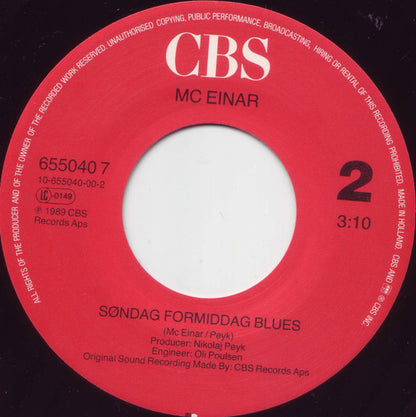 ALL RIGHTS OF THE PRODUCER AND OF THE OWNER OF THE RECORDED WORK RESERVED. UNAUTHORISED COPYING, PUBLIC PERFORMANCE, BROADCASTING, HIRING OR RENTAL OF THIS RECORDING PROHIBITED. MADE IN HOLLAND. CBS AND ARE ® CBS INC.
CBS
MC EINAR
655040 7
10-655040-00-2
LC-0149
℗ 1989 CBS
Records Aps
2
3:10
SØNDAG FORMIDDAG BLUES
(Mc Einar / Peyk)
Producer: Nikolaj Peyk
Engineer: Oli Poulsen
Original Sound Recording Made By: CBS Records Aps